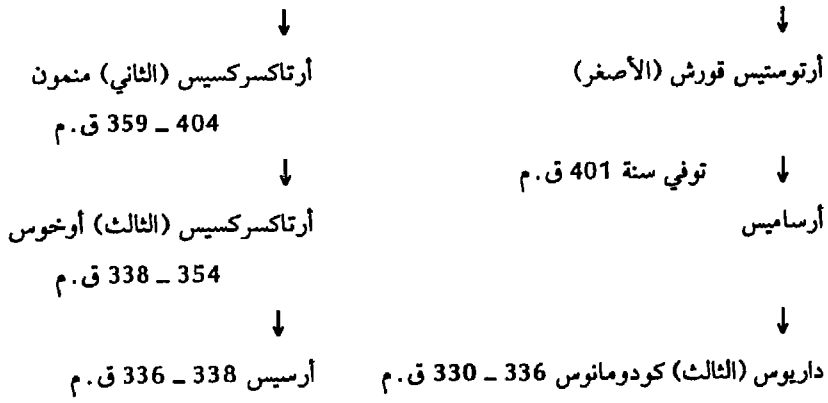 أرتومستيس قورش (الأصغر) أرتاكسركسيس (الثاني) منمون
404 – 359 ق.م
توفي سنة 401 ق.م
أرساميس أرتاكسركسيس (الثالث) أوخوس
354 – 338 ق.م
داريوس (الثالث) كودومانوس 336 – 330 ق.م أرسيس 338 – 336 ق.م